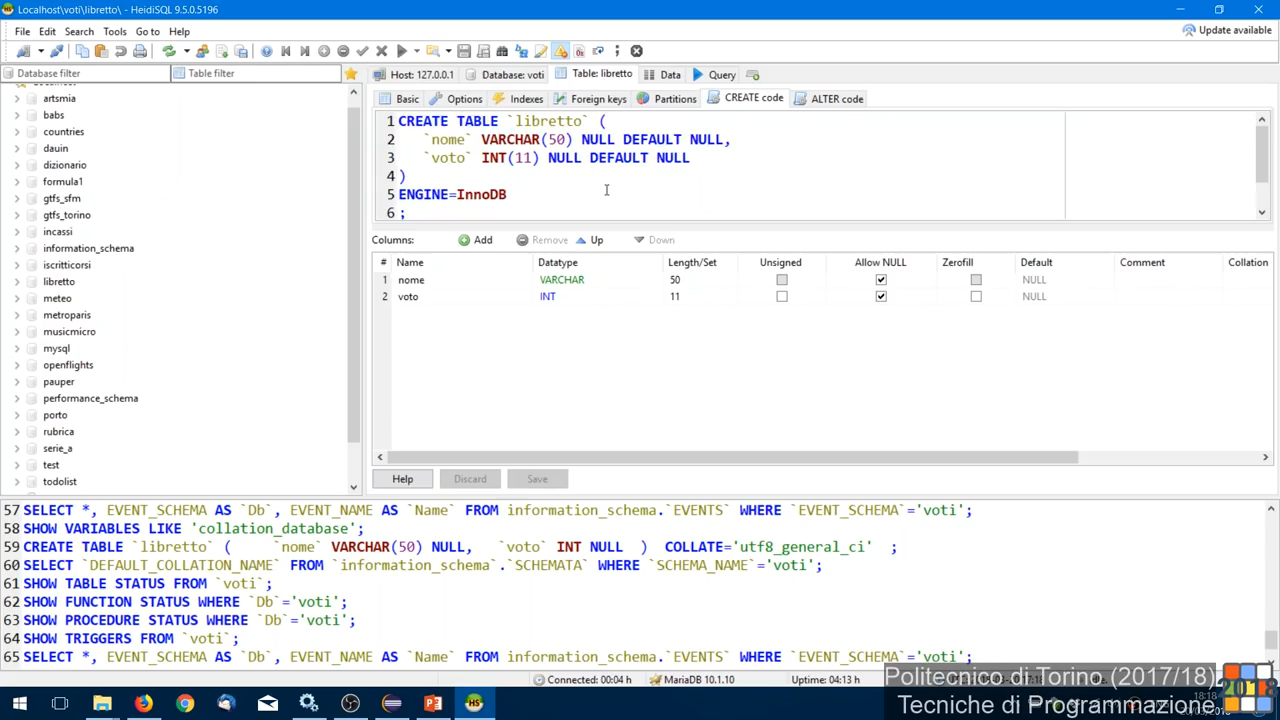 Localhost\voti\libretto\ - HeidiSQL 9.5.0.5196
File Edit Search Tools Go to Help
Update available
Database filter Table filter
Host: 127.0.0.1 Database: voti Table: libretto Data Query
artsmia
babs
countries
dauin
dizionario
formula1
gtfs_sfm
gtfs_torino
incassi
information_schema
iscritticorsi
libretto
meteo
metroparis
musicmicro
mysql
openflights
pauper
performance_schema
porto
rubrica
serie_a
test
todolist
Basic Options Indexes Foreign keys Partitions CREATE code ALTER code
1 CREATE TABLE `libretto` (
2 `nome` VARCHAR(50) NULL DEFAULT NULL,
3 `voto` INT(11) NULL DEFAULT NULL
4 )
5 ENGINE=InnoDB
6 ;
Columns: Add Remove Up Down
# Name Datatype Length/Set Unsigned Allow NULL Zerofill Default Comment Collation
1 nome VARCHAR 50 NULL
2 voto INT 11 NULL
Help Discard Save
57 SELECT *, EVENT_SCHEMA AS `Db`, EVENT_NAME AS `Name` FROM information_schema.`EVENTS` WHERE `EVENT_SCHEMA`='voti';
58 SHOW VARIABLES LIKE 'collation_database';
59 CREATE TABLE `libretto` ( `nome` VARCHAR(50) NULL, `voto` INT NULL ) COLLATE='utf8_general_ci' ;
60 SELECT `DEFAULT_COLLATION_NAME` FROM `information_schema`.`SCHEMATA` WHERE `SCHEMA_NAME`='voti';
61 SHOW TABLE STATUS FROM `voti`;
62 SHOW FUNCTION STATUS WHERE `Db`='voti';
63 SHOW PROCEDURE STATUS WHERE `Db`='voti';
64 SHOW TRIGGERS FROM `voti`;
65 SELECT *, EVENT_SCHEMA AS `Db`, EVENT_NAME AS `Name` FROM information_schema.`EVENTS` WHERE `EVENT_SCHEMA`='voti';
Connected: 00:04 h MariaDB 10.1.10 Uptime: 04:13 h
Politecnico di Torino (2017/18)
Tecniche di Programmazione
2018
18:18